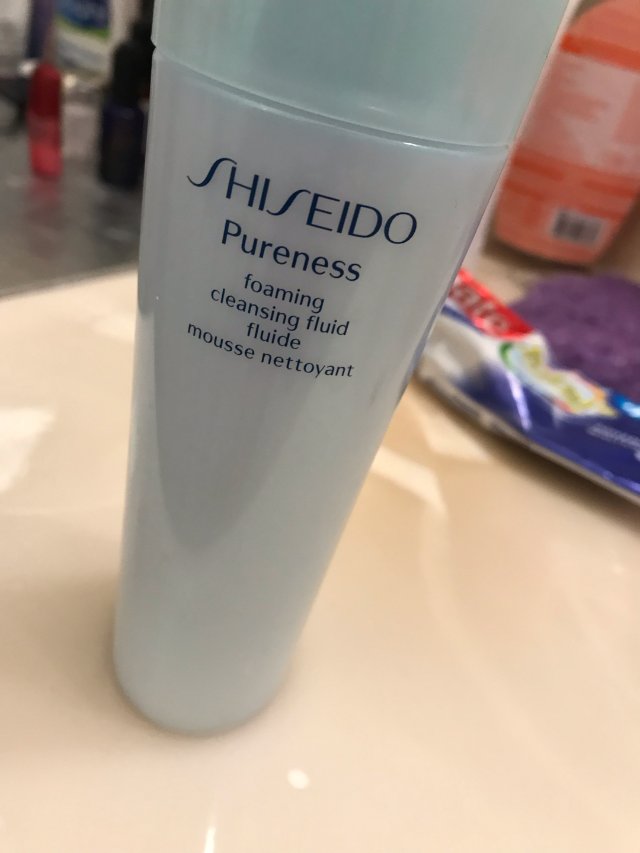 SHISEIDO
Pureness
foaming
cleansing fluid
fluide
mousse nettoyant